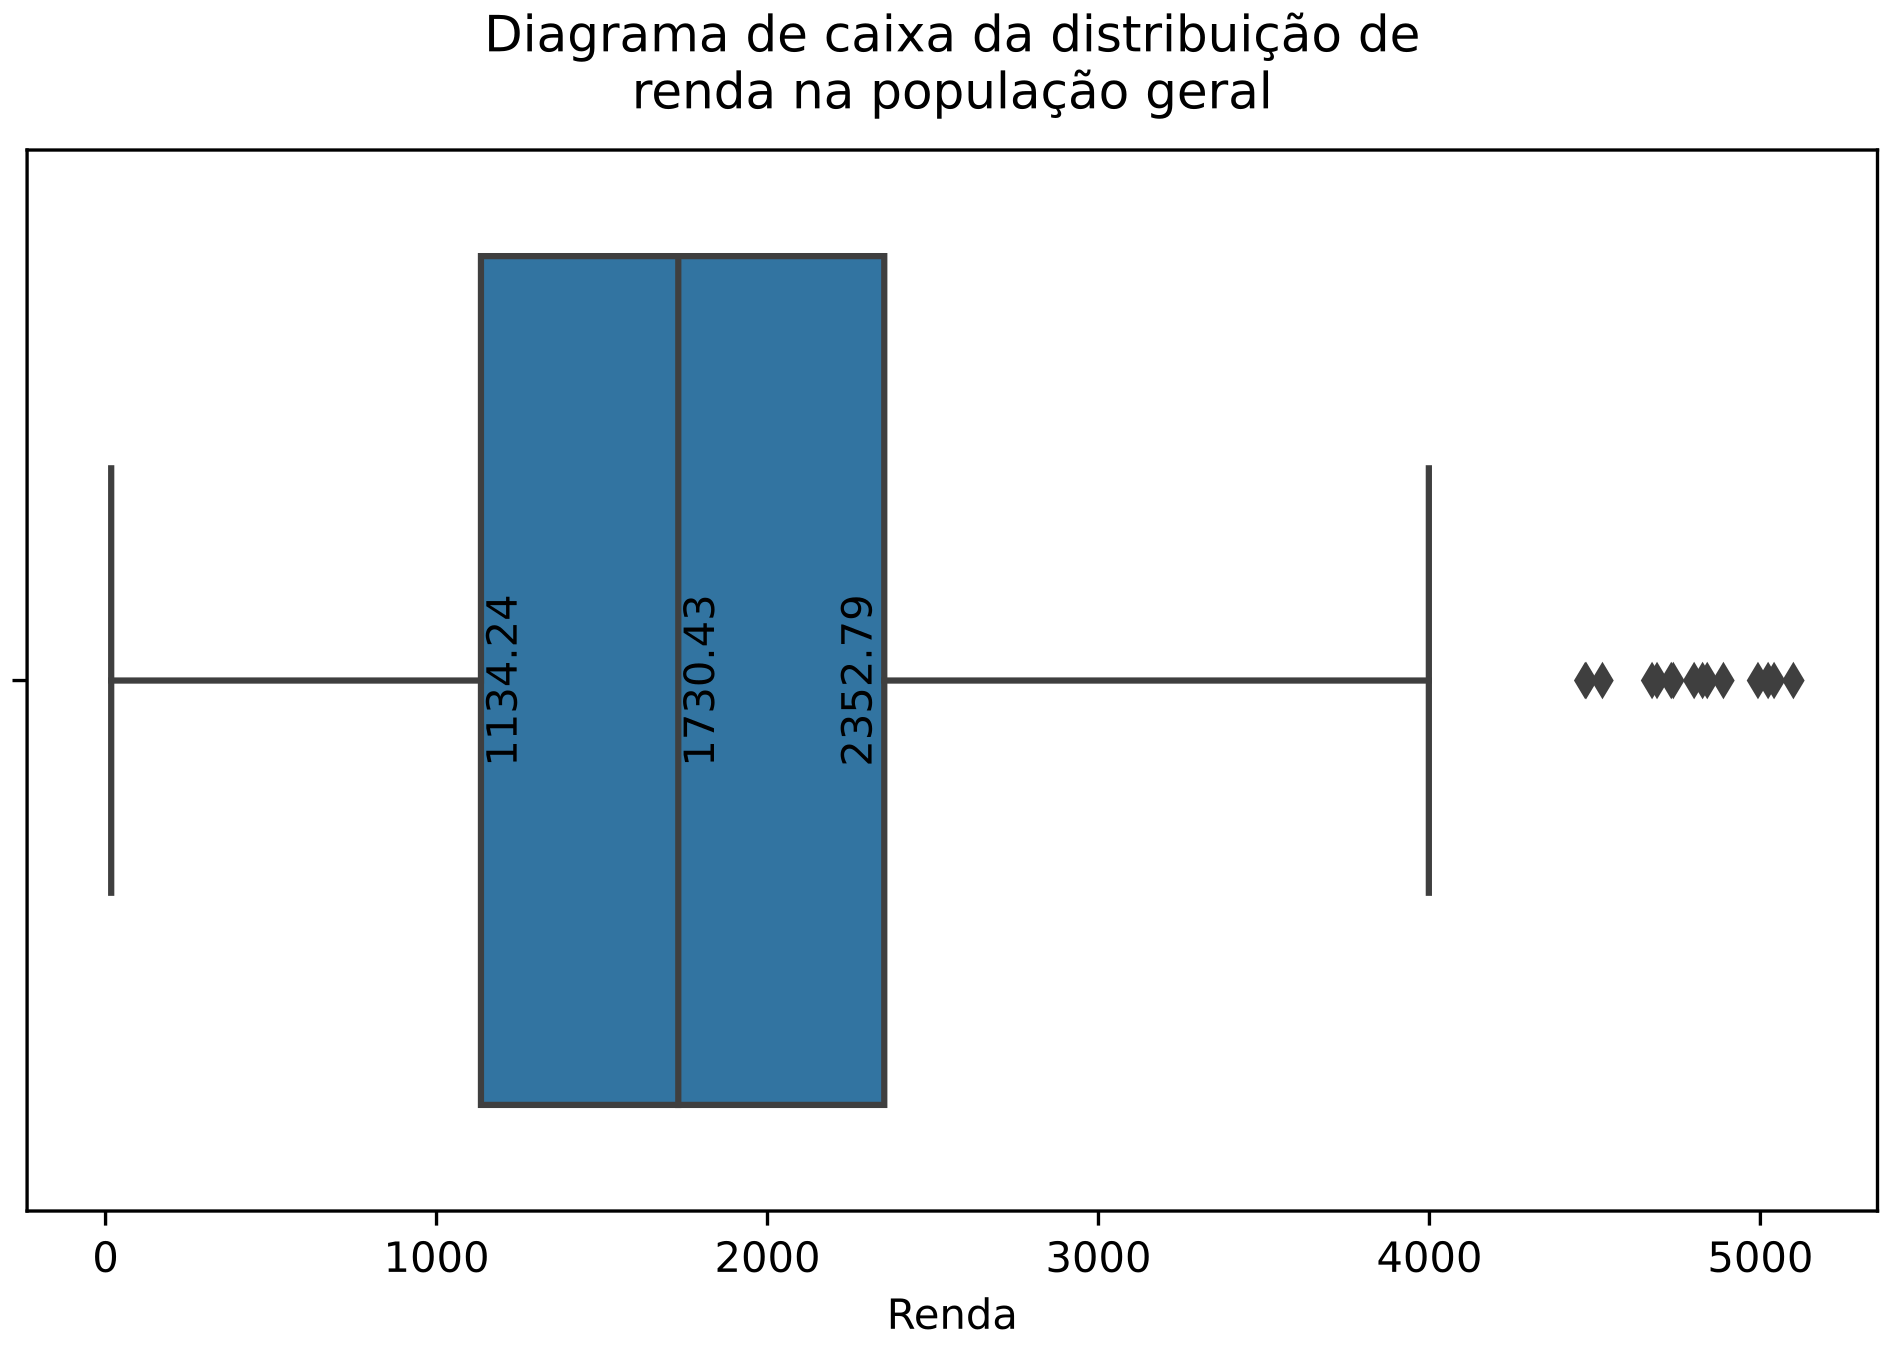 Diagrama de caixa da distribuição de
renda na população geral
1134.24
1730.43
2352.79
0 1000 2000 3000 4000 5000
Renda